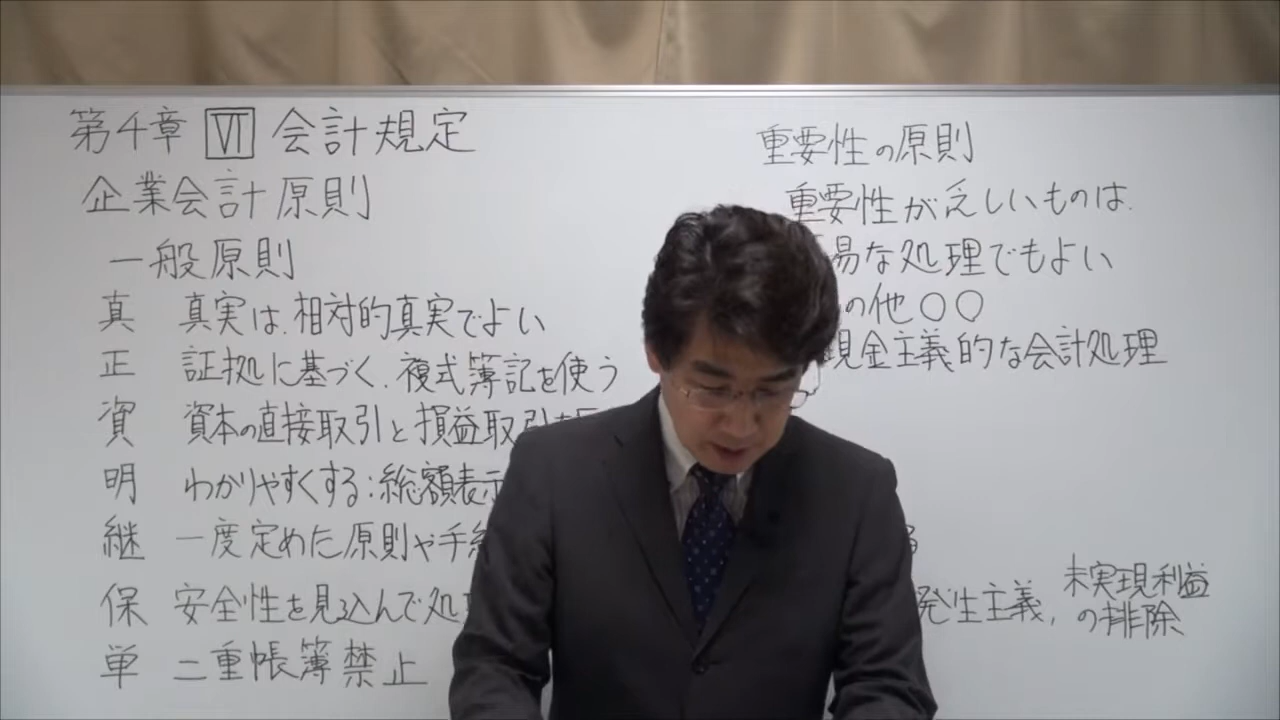 第4章 VI 会計規定
企業会計原則
一般原則
真 真実は、相対的真実でよい
正 証拠に基づく、複式簿記を使う
資 資本の直接取引と損益取引
明 わかりやすくする:総額表示
継 一度定めた原則や手
保 安全性を見込んで処
単 二重帳簿禁止
重要性の原則
重要性が乏しいものは、
易な処理でもよい
の他〇〇
現金主義的な会計処理
発生主義、未実現利益
の排除